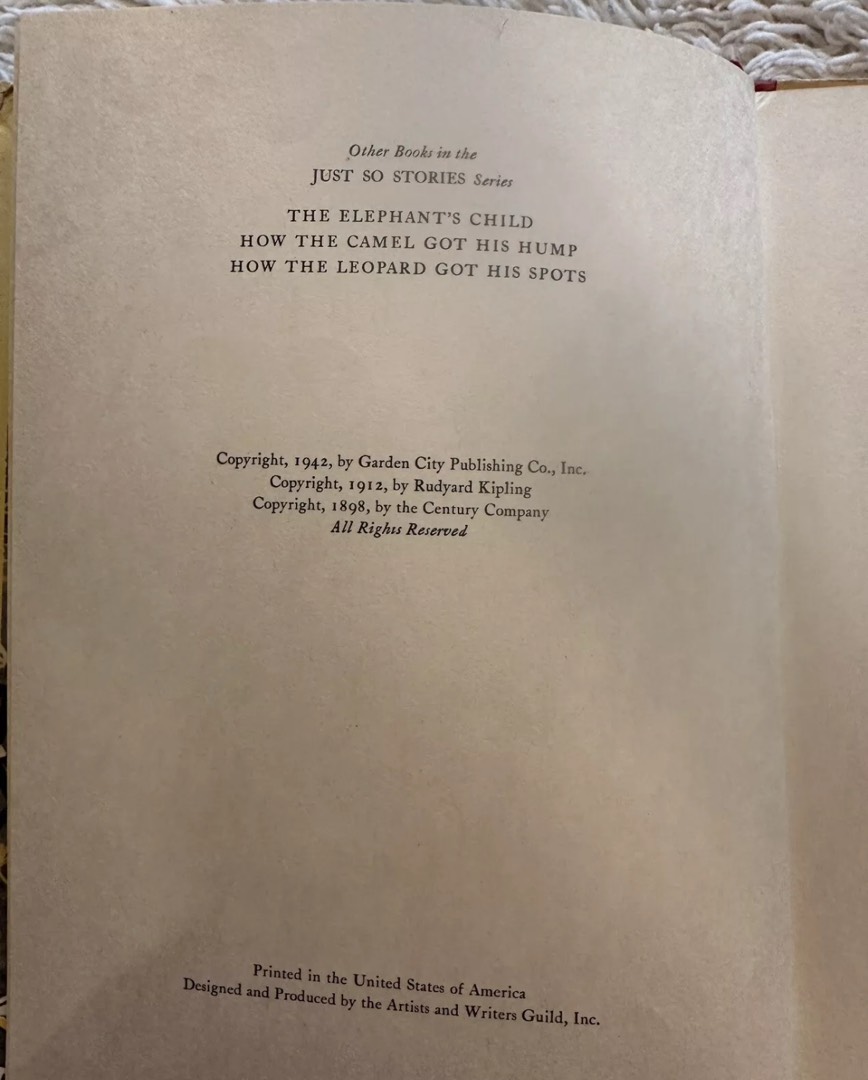 Other Books in the
JUST SO STORIES Series
THE ELEPHANT'S CHILD
HOW THE CAMEL GOT HIS HUMP
HOW THE LEOPARD GOT HIS SPOTS
Copyright, 1942, by Garden City Publishing Co., Inc.
Copyright, 1912, by Rudyard Kipling
Copyright, 1898, by the Century Company
All Rights Reserved
Printed in the United States of America
Designed and Produced by the Artists and Writers Guild, Inc.